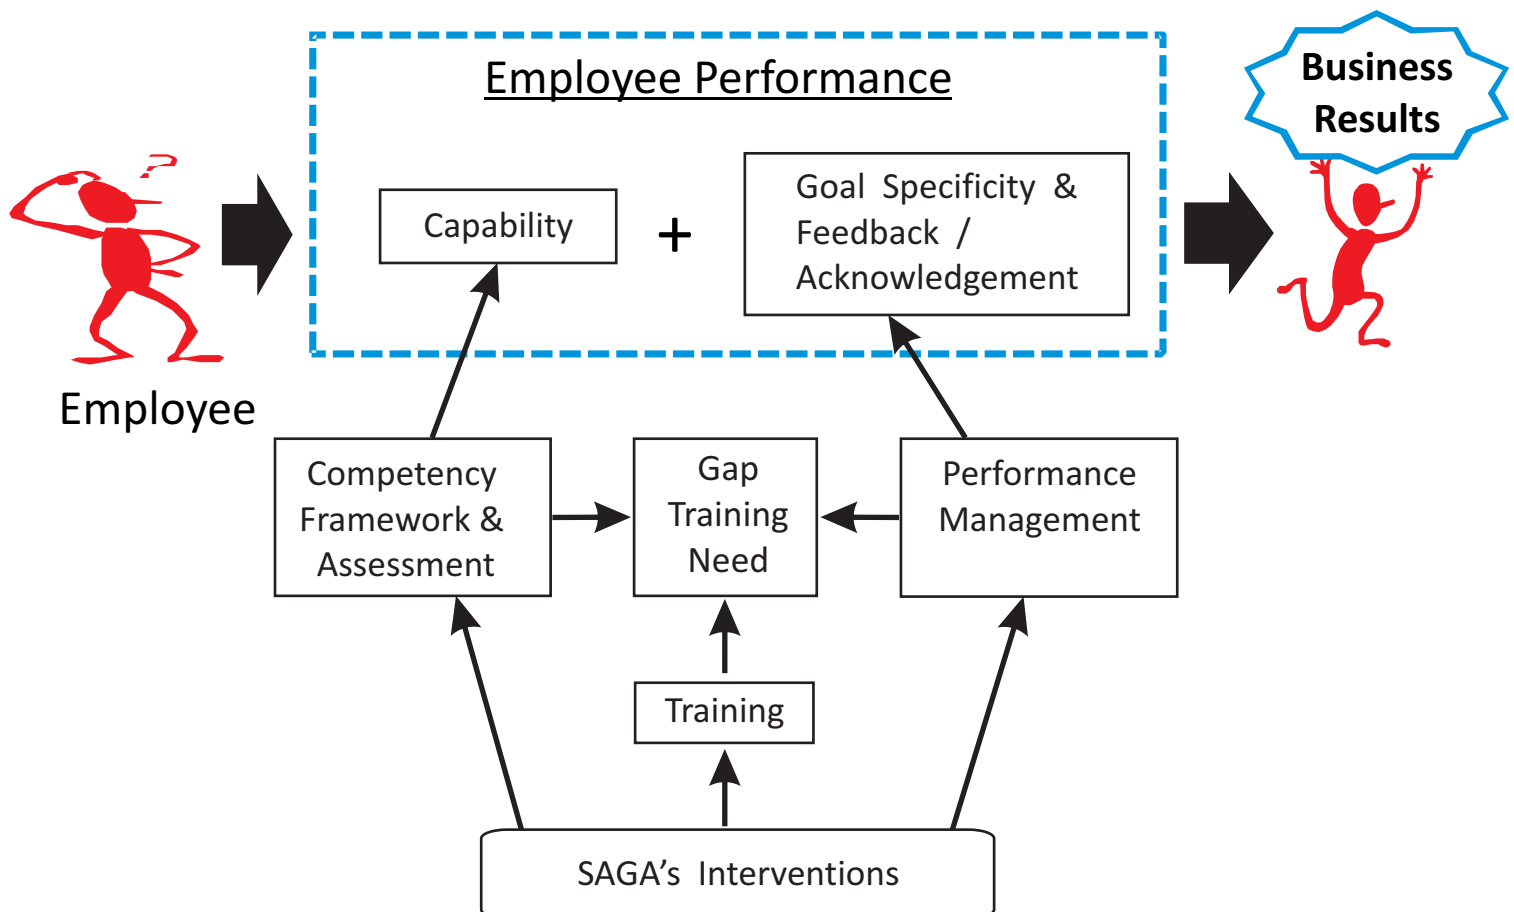 Employee Performance
Business
Results
?
Capability
+
Goal Specificity &
Feedback /
Acknowledgement
Employee
Competency
Framework &
Assessment
Gap
Training
Need
Performance
Management
Training
SAGA's Interventions